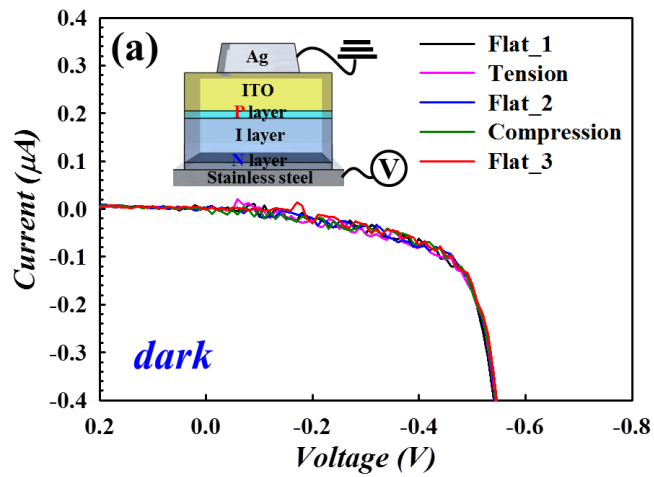 (a)
Ag
ITO
P layer
I layer
N layer
Stainless steel
V
Flat_1
Tension
Flat_2
Compression
Flat_3
dark
Current (μA)
0.4
0.3
0.2
0.1
0.0
-0.1
-0.2
-0.3
-0.4
0.2
0.0
-0.2
-0.4
-0.6
-0.8
Voltage (V)